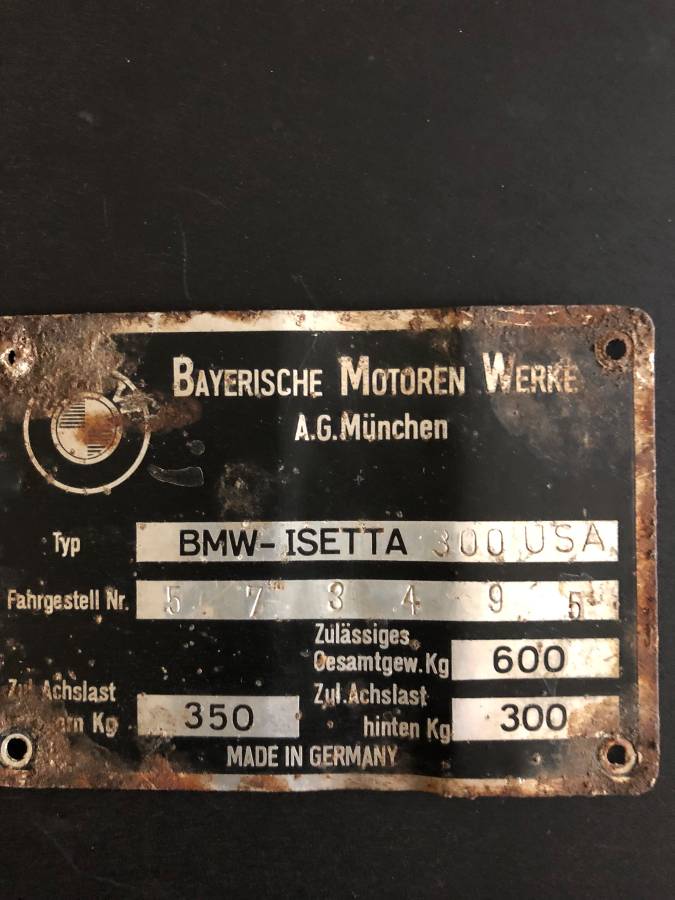 BAYERISCHE MOTOREN WERKE
A.G.München
Typ BMW-ISETTA 300 USA
Fahrgestell Nr. 5 7 3 4 9 5
Zulässiges
Gesamtgew.Kg 600
Zul. Achslast Zul.Achslast
Kg 350 hinten Kg 300
MADE IN GERMANY